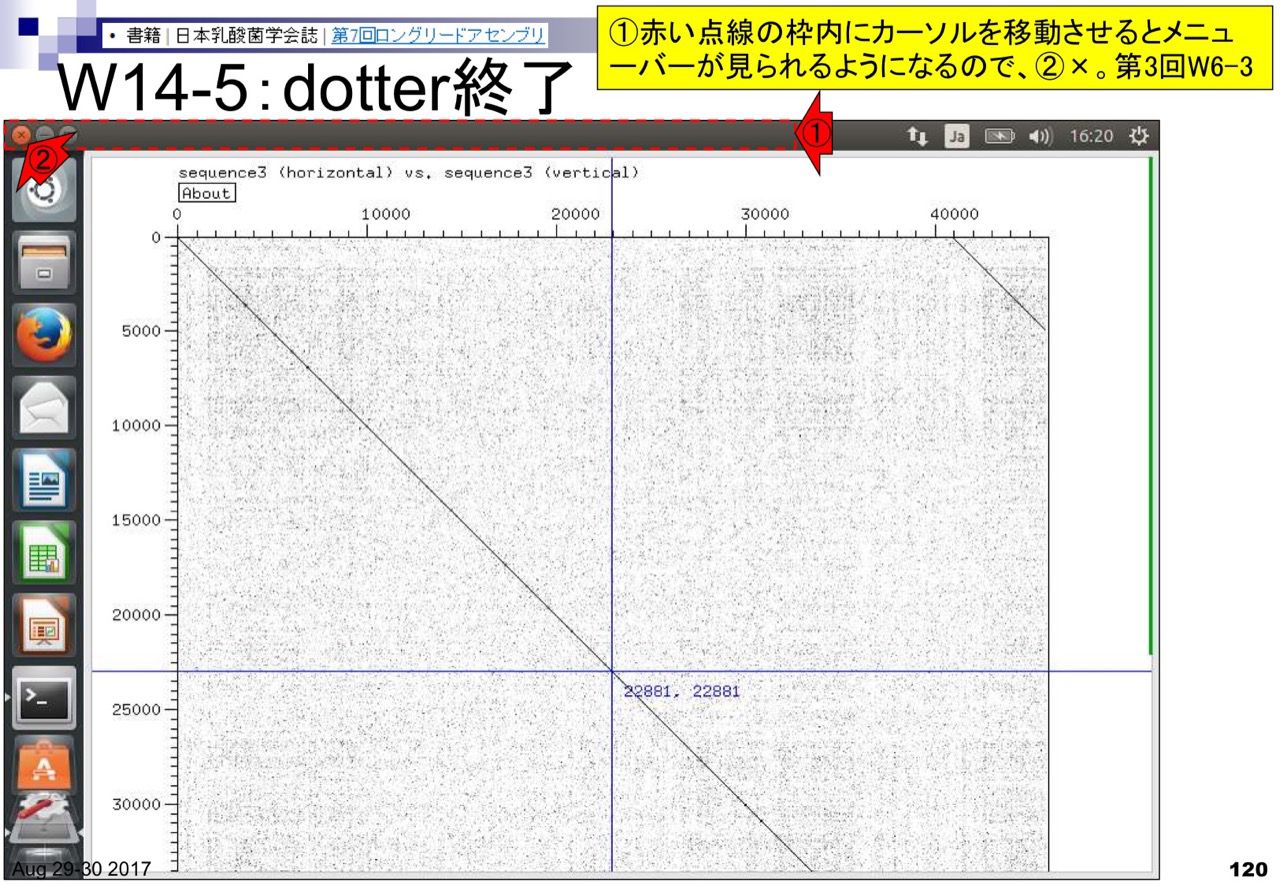 • 書籍 | 日本乳酸菌学会誌 | 第7回ロングリードアセンブリ
W14-5：dotter終了
①赤い点線の枠内にカーソルを移動させるとメニュ
ーバーが見られるようになるので、②×。第3回W6-3
①
②
Ja
16:20
sequence3 (horizontal) vs. sequence3 (vertical)
About
0 10000 20000 30000 40000
0
5000
10000
15000
20000
22881, 22881
25000
30000
Aug 29-30 2017
120